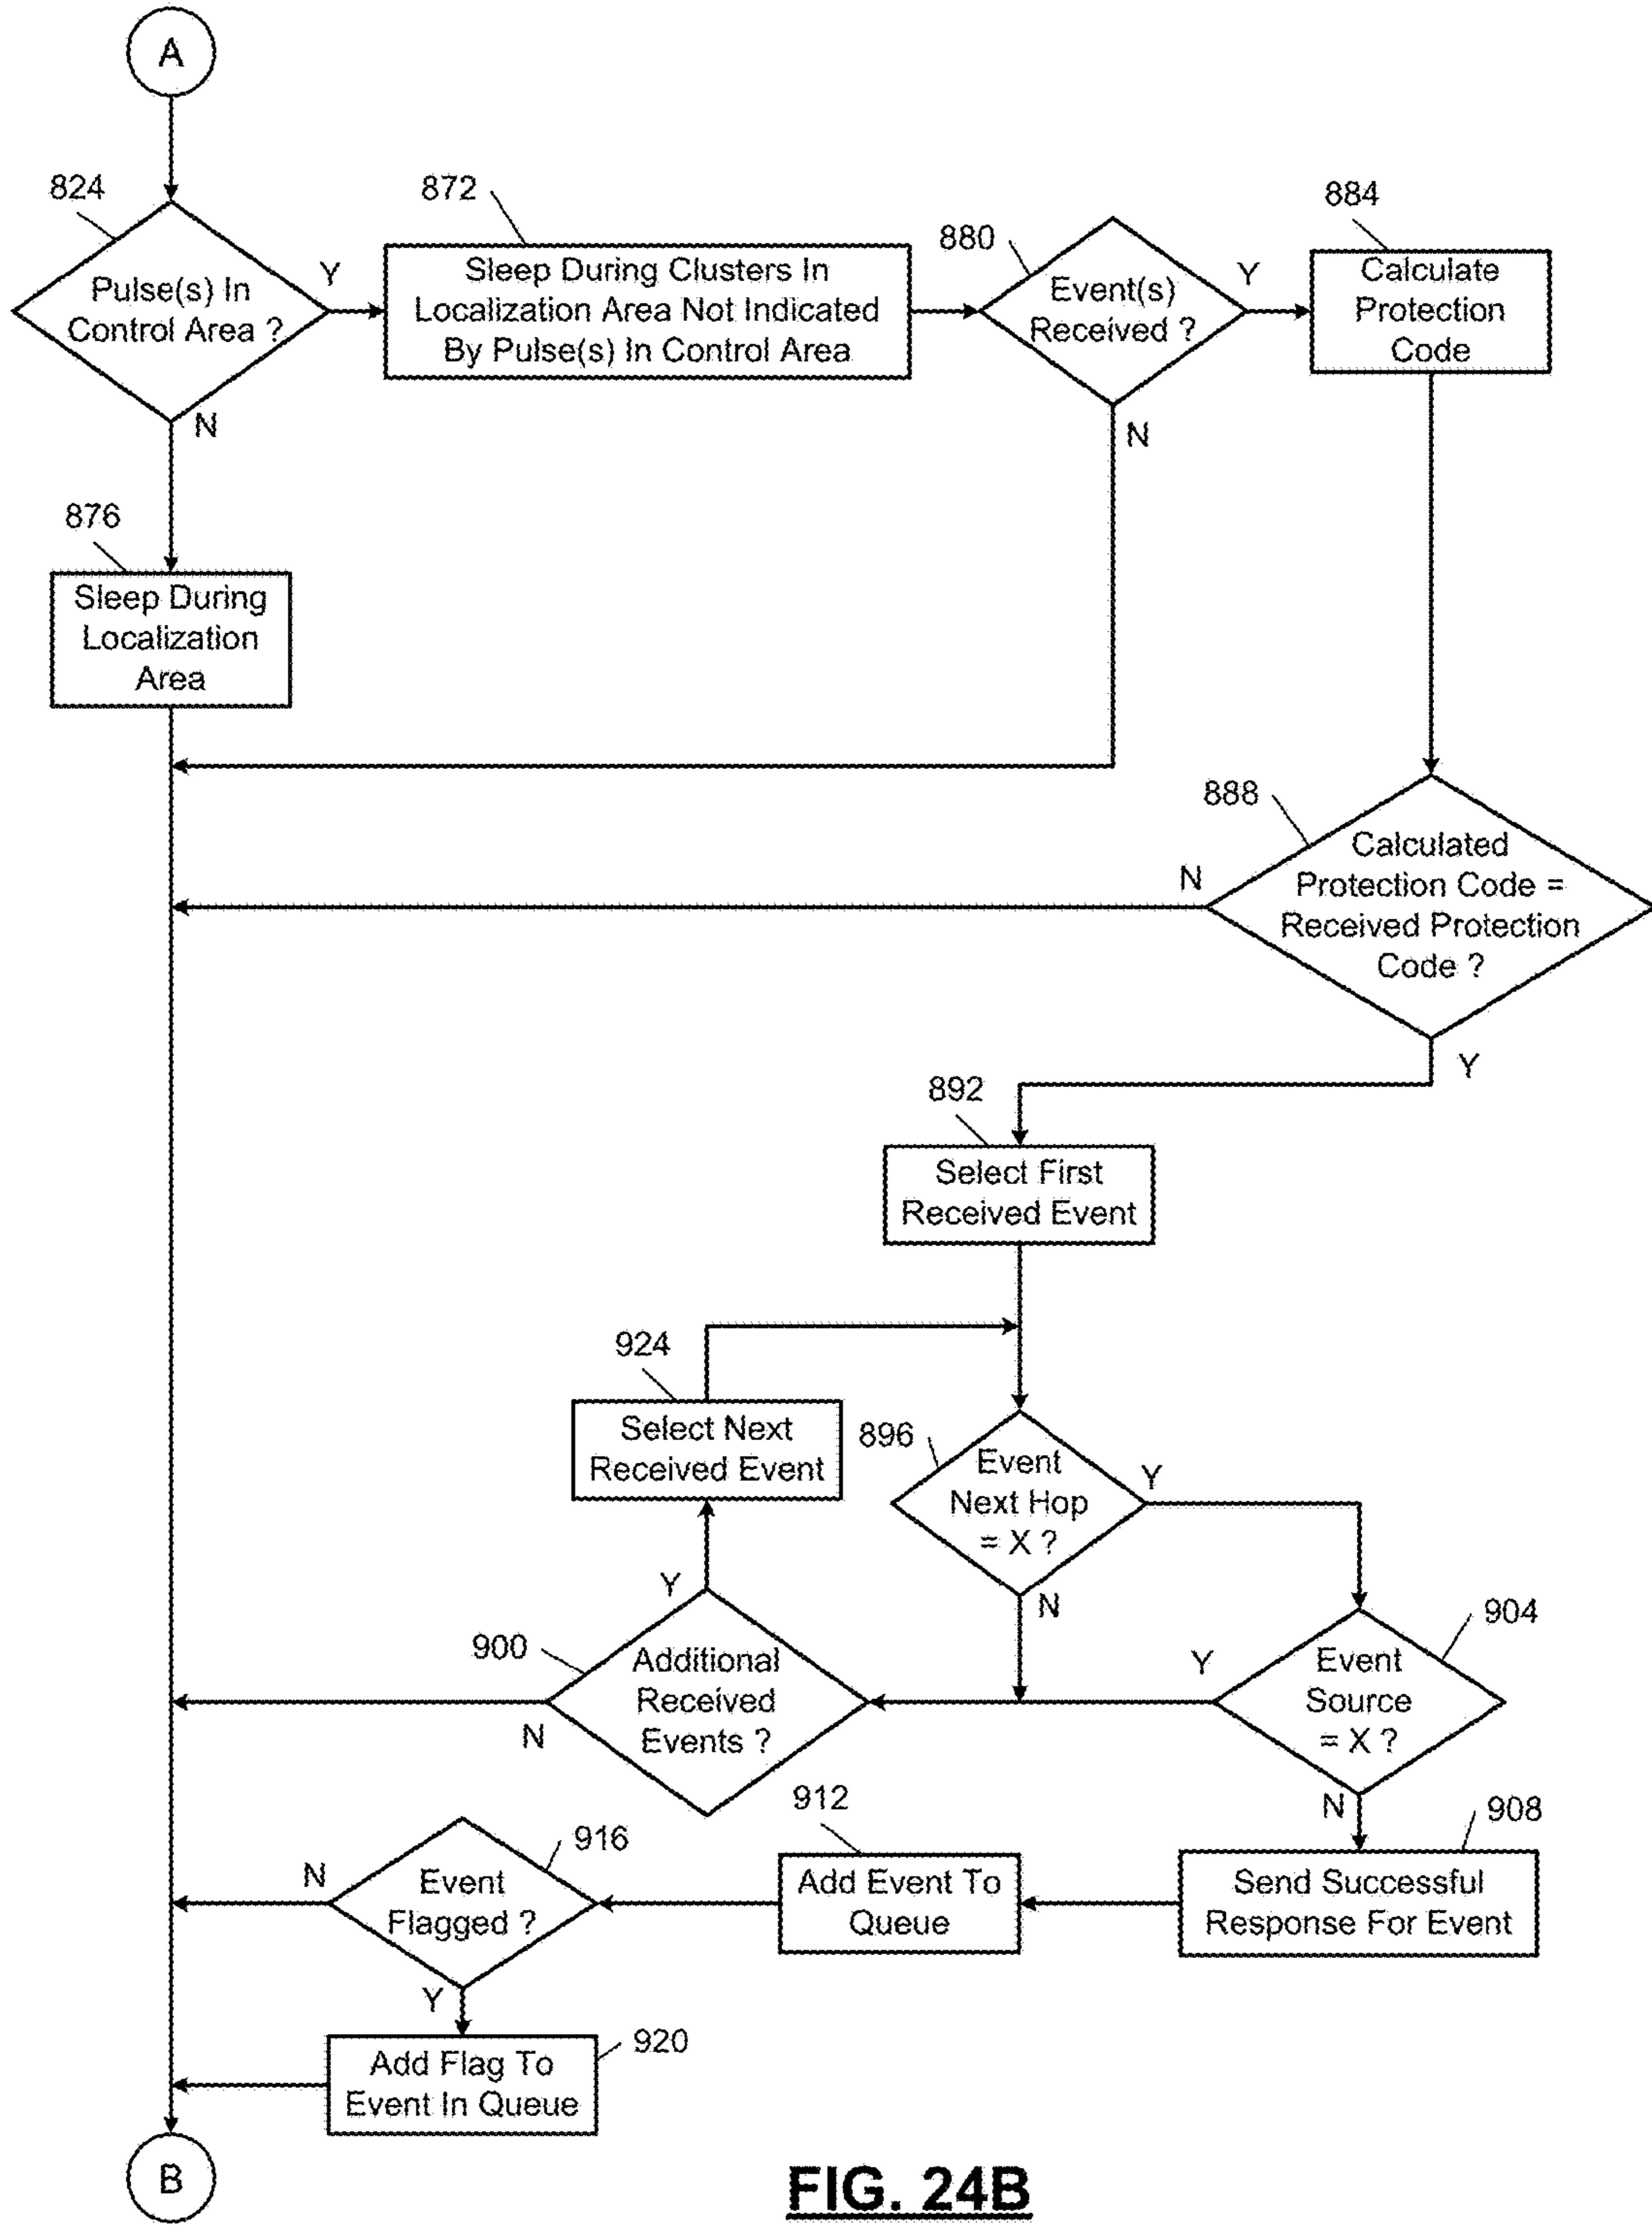 A
824
Pulse(s) In
Control Area ?
Y
N
872
Sleep During Clusters In
Localization Area Not Indicated
By Pulse(s) In Control Area
880
Event(s)
Received ?
Y
N
884
Calculate
Protection
Code
876
Sleep During
Localization
Area
888
Calculated
Protection Code =
Received Protection
Code ?
N
Y
892
Select First
Received Event
924
Select Next
Received Event
896
Event
Next Hop
= X ?
Y
N
900
Additional
Received
Events ?
Y
N
904
Event
Source
= X ?
Y
N
908
Send Successful
Response For Event
912
Add Event To
Queue
916
Event
Flagged ?
N
Y
920
Add Flag To
Event In Queue
B
FIG. 24B